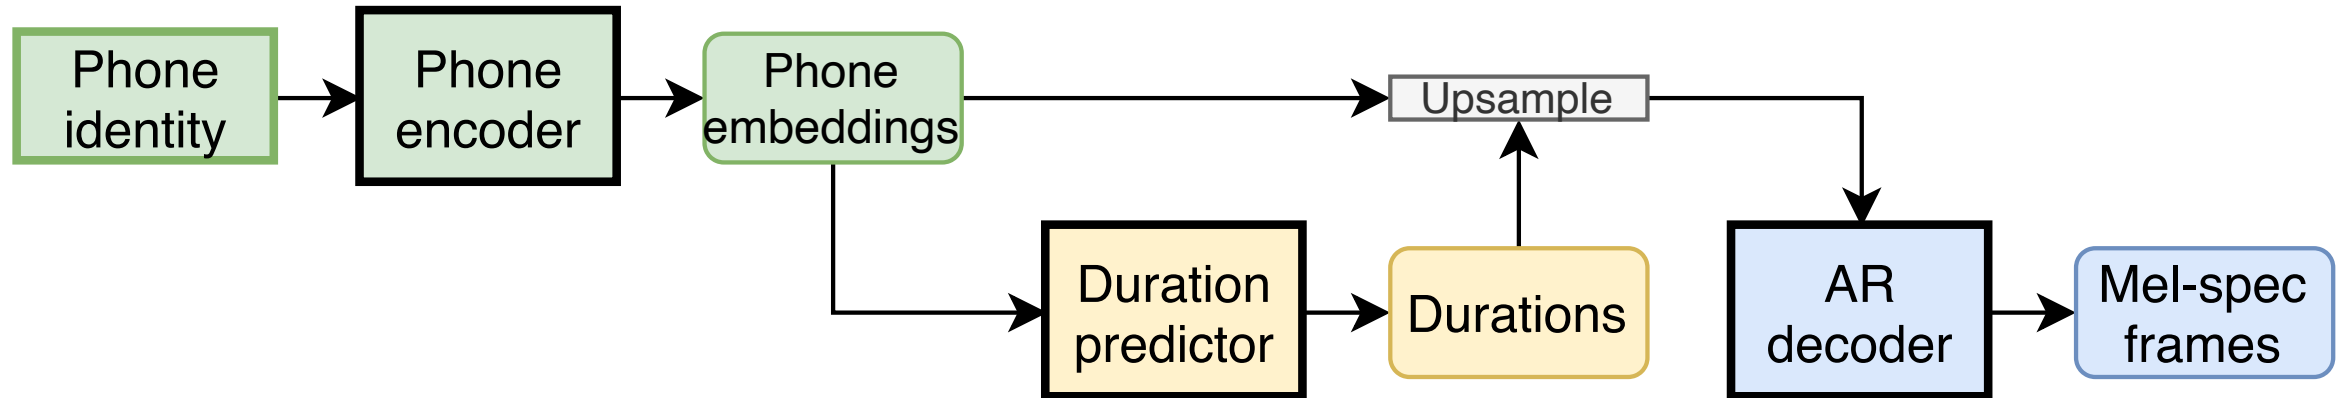 Phone
identity
Phone
encoder
Phone
embeddings
Upsample
Duration
predictor
Durations
AR
decoder
Mel-spec
frames